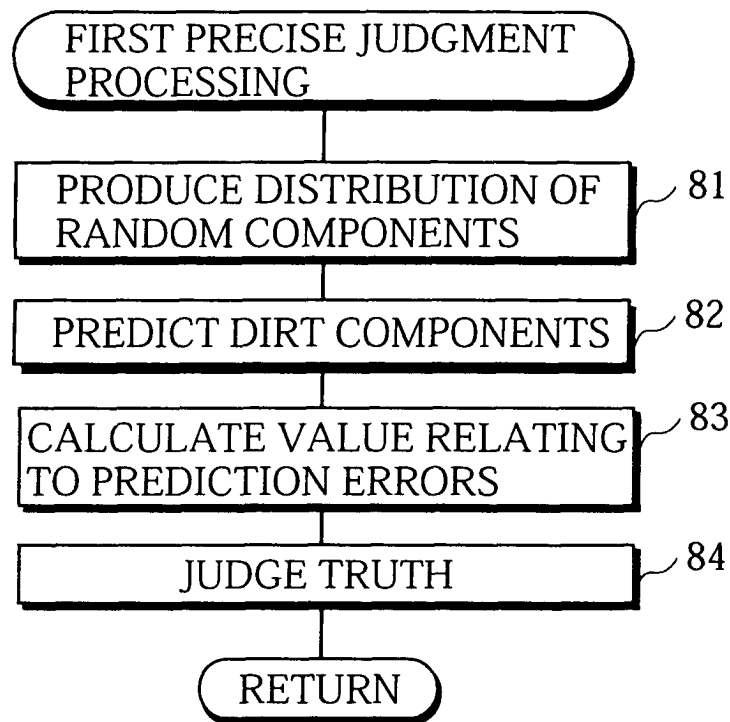 FIRST PRECISE JUDGMENT
PROCESSING
PRODUCE DISTRIBUTION OF
RANDOM COMPONENTS
81
PREDICT DIRT COMPONENTS
82
CALCULATE VALUE RELATING
TO PREDICTION ERRORS
83
JUDGE TRUTH
84
RETURN